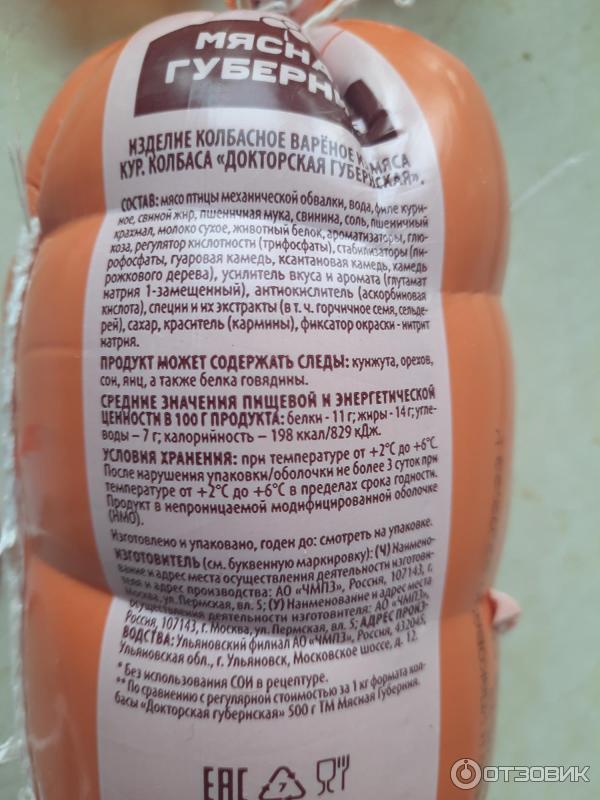 МЯСНАЯ
ГУБЕРНИ
ИЗДЕЛИЕ КОЛБАСНОЕ ВАРЁНОЕ МЯСА
КУР. КОЛБАСА «ДОКТОРСКАЯ ГУБЕРНСКАЯ».
СОСТАВ: мясо птицы механической обвалки, вода, филе кури-
ное, свиной жир, пшеничная мука, свинина, соль, пшеничный
крахмал, молоко сухое, животный белок, ароматизаторы, глю-
коза, регулятор кислотности (трифосфаты), стабилизаторы (пи-
рофосфаты, гуаровая камедь, ксантановая камедь, камедь
рожкового дерева), усилитель вкуса и аромата (глутамат
натрия 1-замещенный), антиокислитель (аскорбиновая
кислота), специи и их экстракты (в т. ч. горчичное семя, сельде-
рей), сахар, краситель (кармины), фиксатор окраски - нитрит
натрия.
ПРОДУКТ МОЖЕТ СОДЕРЖАТЬ СЛЕДЫ: кунжута, орехов,
сои, яиц, а также белка говядины.
СРЕДНИЕ ЗНАЧЕНИЯ ПИЩЕВОЙ И ЭНЕРГЕТИЧЕСКОЙ
ЦЕННОСТИ В 100 Г ПРОДУКТА: белки - 11 г; жиры - 14 г; угле-
воды – 7 г; калорийность – 198 ккал/829 кДж.
УСЛОВИЯ ХРАНЕНИЯ: при температуре от +2°С до +6°С.
После нарушения упаковки/оболочки не более 3 суток при
температуре от +2°С до +6°С в пределах срока годности.
Продукт в непроницаемой модифицированной оболочке
(НМО).
Изготовлено и упаковано, годен до: смотреть на упаковке.
ИЗГОТОВИТЕЛЬ (см. буквенную маркировку): (Ч) Наимено-
вание и адрес места осуществления деятельности изготови-
теля и адрес производства: АО «ЧМПЗ», Россия, 107143, г.
Москва, ул. Пермская, вл. 5; (У) Наименование и адрес места
осуществления деятельности изготовителя: АО «ЧМПЗ»,
Россия, 107143, г. Москва, ул. Пермская, вл. 5; АДРЕС ПРОИЗ-
ВОДСТВА: Ульяновский филиал АО «ЧМПЗ», Россия, 432045,
Ульяновская обл., г. Ульяновск, Московское шоссе, д. 12.
* Без использования СОИ в рецептуре.
** По сравнению с регулярной стоимостью за 1 кг формата кол-
басы «Докторская губернская» 500 г ТМ Мясная Губерния.
ЕАС 7
ОТЗОВИК